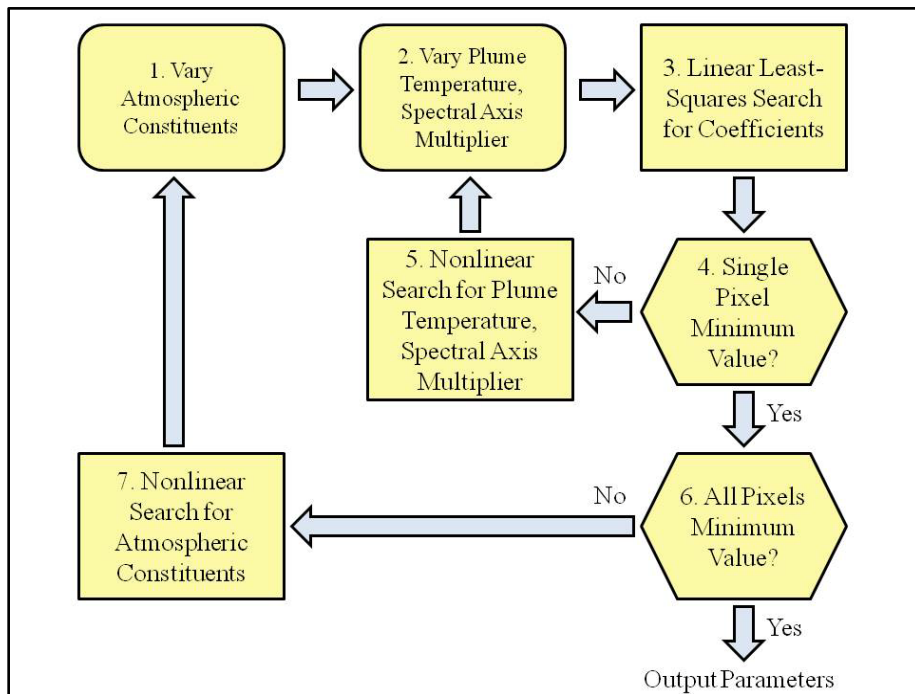 1. Vary
Atmospheric
Constituents
2. Vary Plume
Temperature,
Spectral Axis
Multiplier
3. Linear Least-
Squares Search
for Coefficients
4. Single
Pixel
Minimum
Value?
No
5. Nonlinear
Search for Plume
Temperature,
Spectral Axis
Multiplier
Yes
6. All Pixels
Minimum
Value?
No
7. Nonlinear
Search for
Atmospheric
Constituents
Yes
Output Parameters